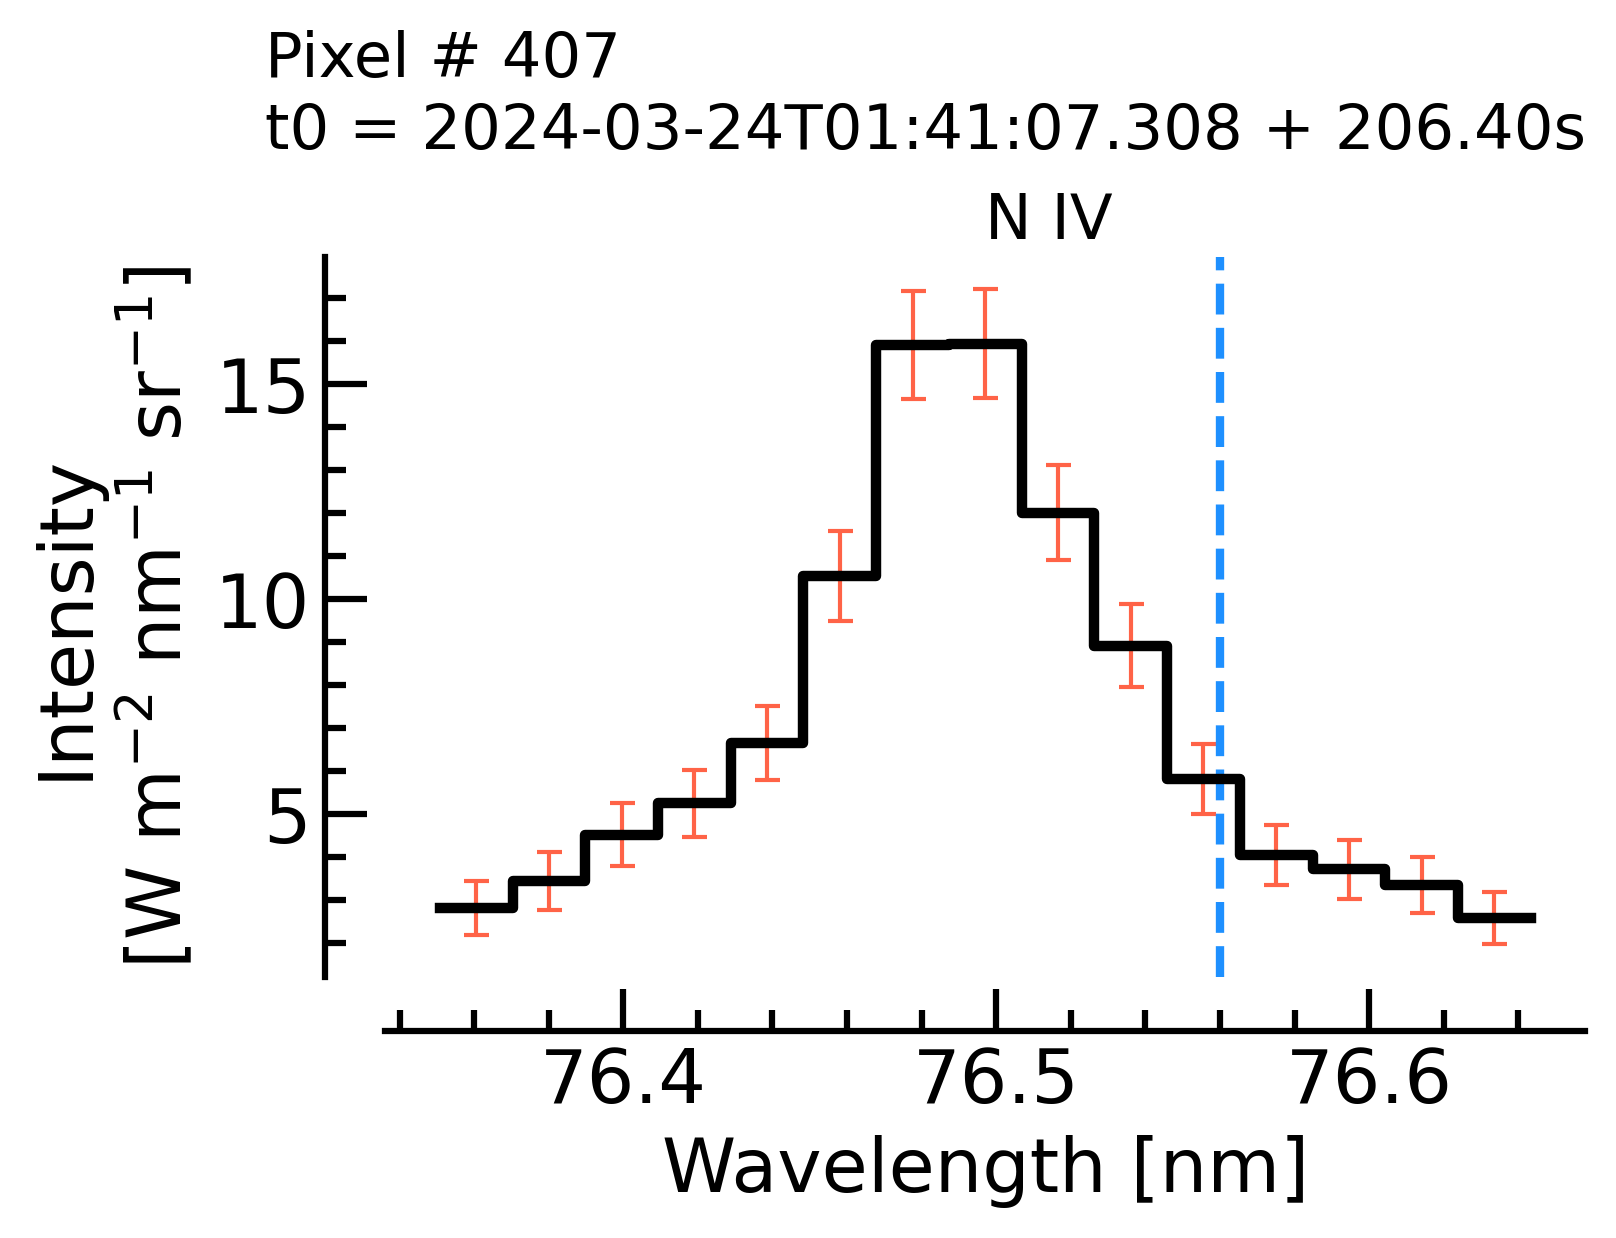 Pixel # 407
t0 = 2024-03-24T01:41:07.308 + 206.40s
N IV
Intensity
[W m⁻² nm⁻¹ sr⁻¹]
15
10
5
76.4 76.5 76.6
Wavelength [nm]